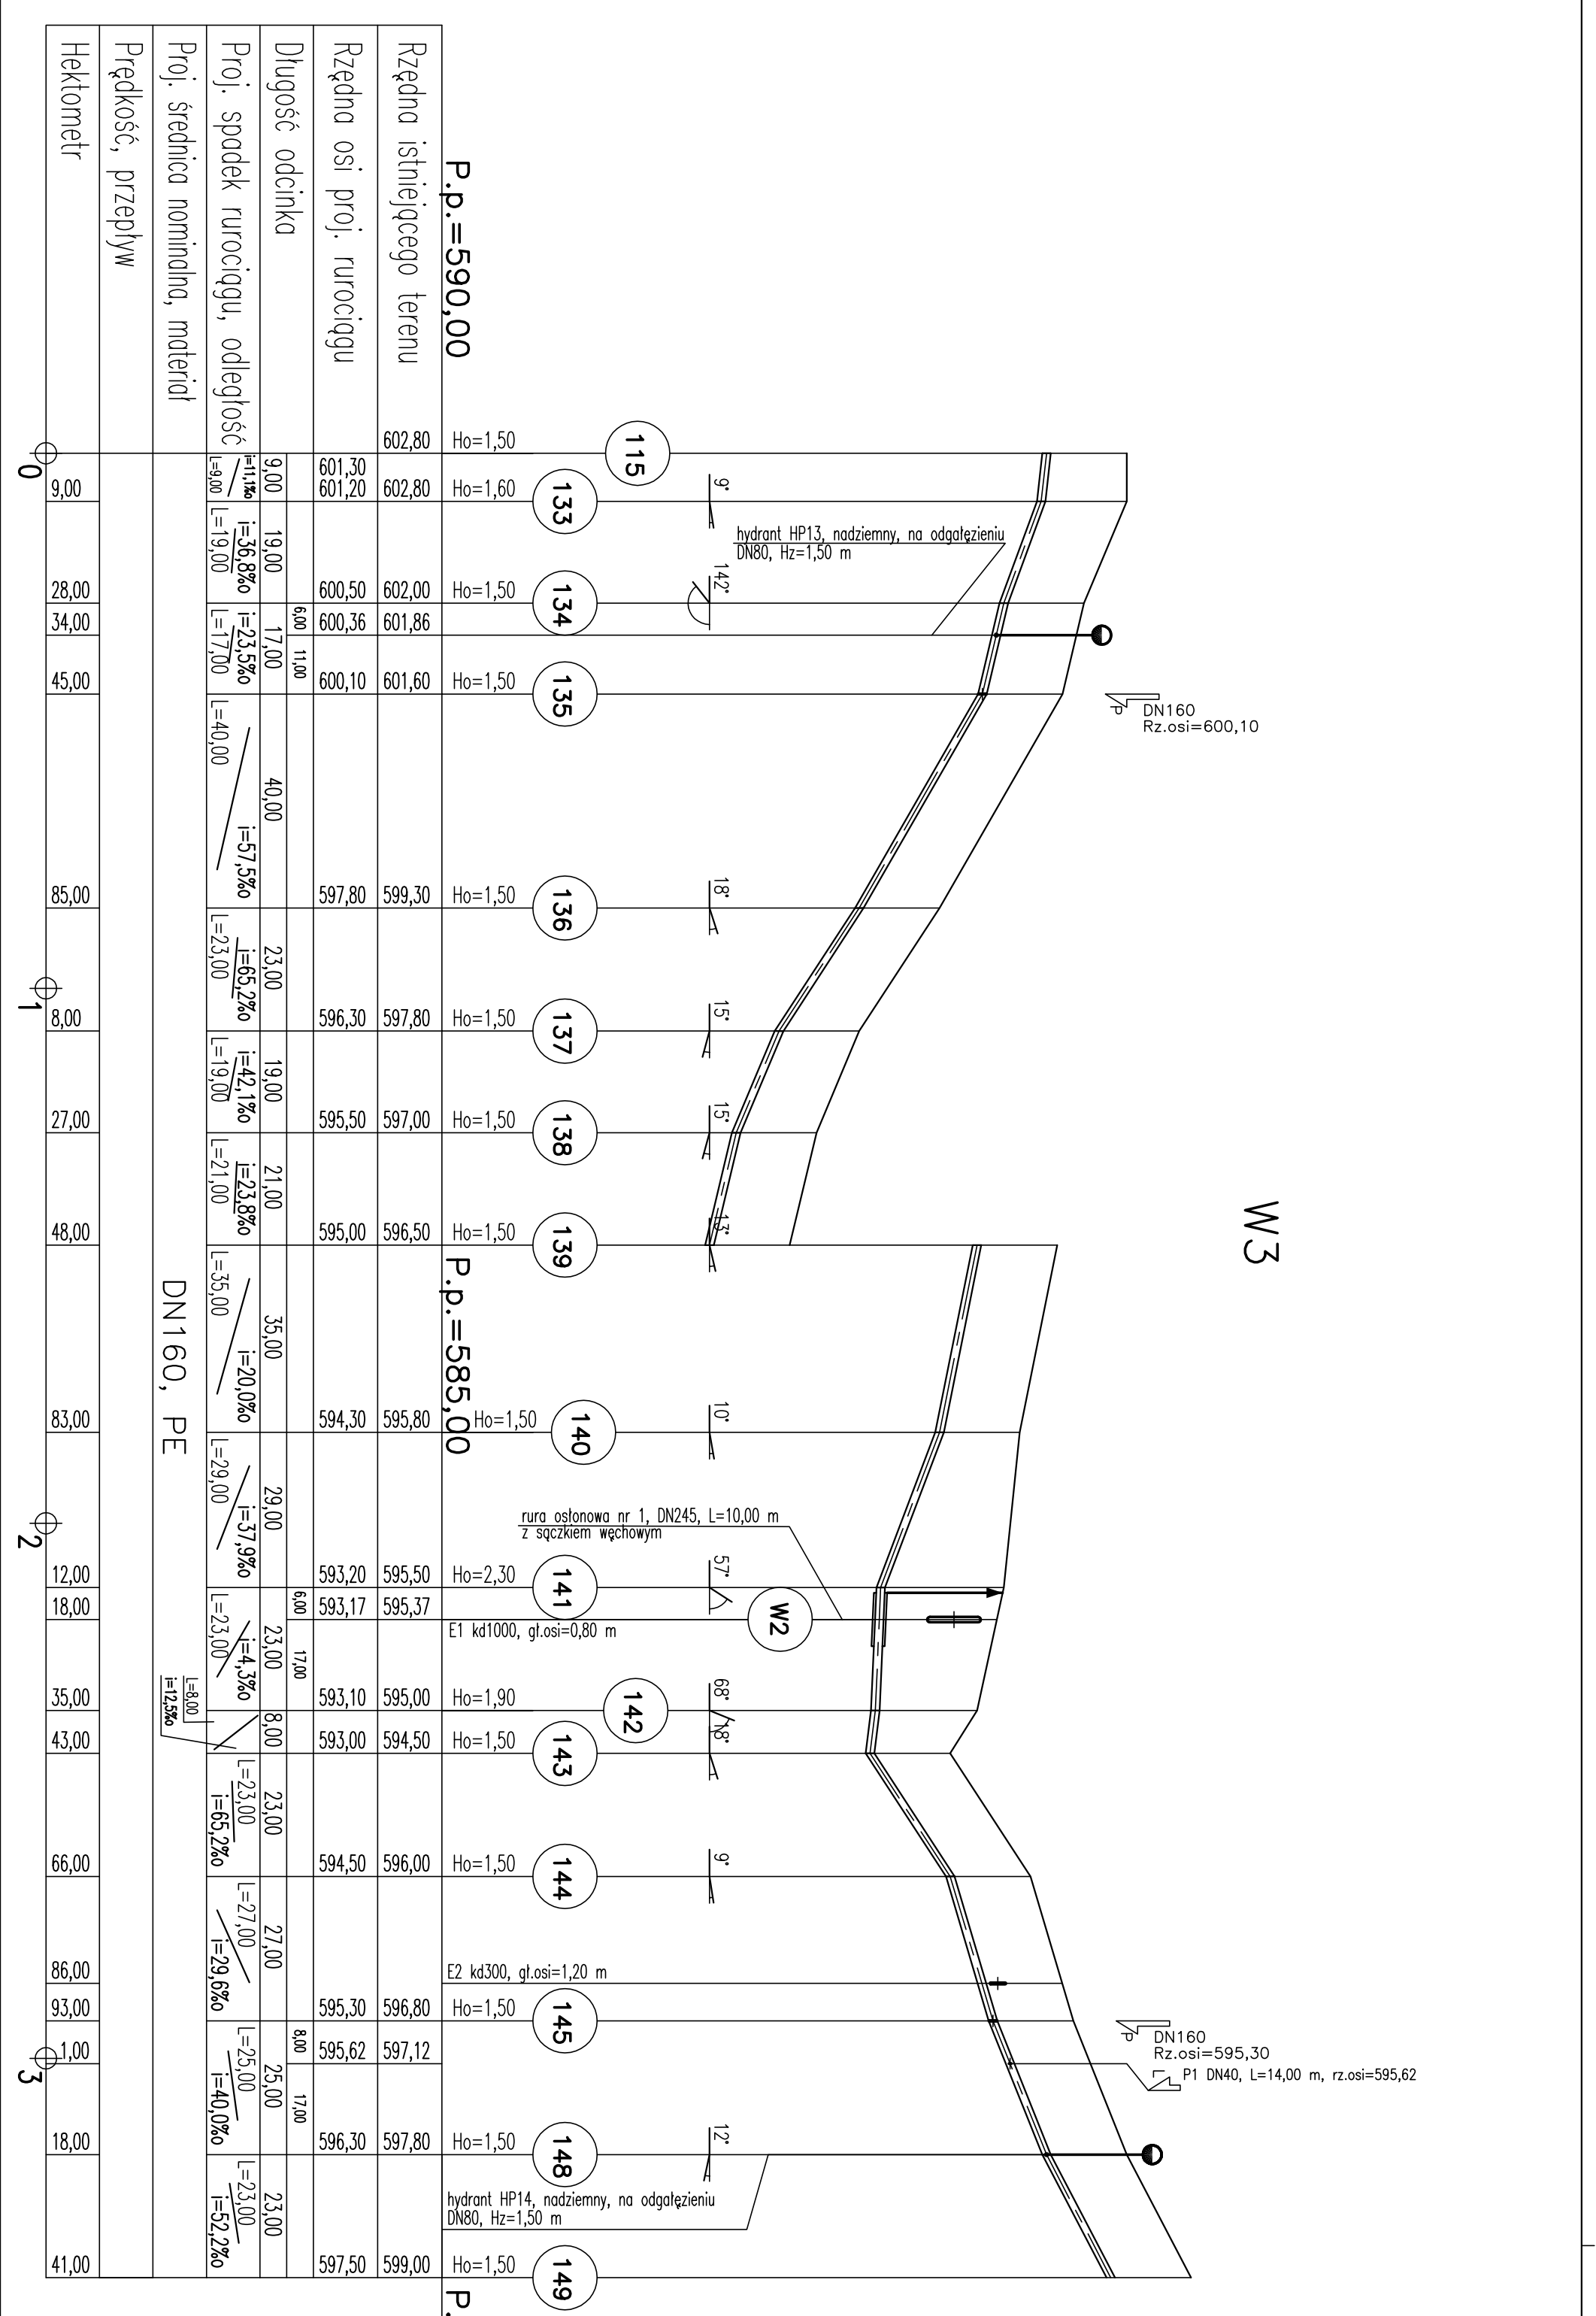 W3
DN160
Rz.osi=600,10
P
DN160
Rz.osi=595,30
P
P1 DN40, L=14,00 m, rz.osi=595,62
hydrant HP13, nadziemny, na odgałęzieniu
DN80, Hz=1,50 m
rura osłonowa nr 1, DN245, L=10,00 m
z sączkiem węchowym
9° 142° 18° 15° 15° 13° 10° 57° 68° 18° 9° 12°
115 133 134 135 136 137 138 139 140 141 W2 142 143 144 145 148 149
E1 kd1000, gł.osi=0,80 m
E2 kd300, gł.osi=1,20 m
hydrant HP14, nadziemny, na odgałęzieniu
DN80, Hz=1,50 m
Ho=1,50 Ho=1,60 Ho=1,50 Ho=1,50 Ho=1,50 Ho=1,50 Ho=1,50 Ho=1,50 Ho=1,50 Ho=2,30 Ho=1,90 Ho=1,50 Ho=1,50 Ho=1,50 Ho=1,50 Ho=1,50
P.p.=590,00 P.p.=585,00 P.
Rzędna istniejącego terenu 602,80 602,80 602,00 601,86 601,60 599,30 597,80 597,00 596,50 595,80 595,50 595,37 595,00 594,50 596,00 596,80 597,12 597,80 599,00
Rzędna osi proj. rurociągu 601,30 601,20 600,50 600,36 600,10 597,80 596,30 595,50 595,00 594,30 593,20 593,17 593,10 593,00 594,50 595,30 595,62 596,30 597,50
6,00 11,00 6,00 17,00 8,00 17,00
Długość odcinka 9,00 19,00 17,00 40,00 23,00 19,00 21,00 35,00 29,00 23,00 8,00 23,00 27,00 25,00 23,00
Proj. spadek rurociągu, odległość
i=11,1‰ i=36,8‰ i=23,5‰ i=57,5‰ i=65,2‰ i=42,1‰ i=23,8‰ i=20,0‰ i=37,9‰ i=4,3‰ L=23,00 L=27,00 L=25,00 L=23,00
L=9,00 L=19,00 L=17,00 L=40,00 L=23,00 L=19,00 L=21,00 L=35,00 L=29,00 L=23,00 i=65,2‰ i=29,6‰ i=40,0‰ i=52,2‰
L=8,00
i=12,5‰
Proj. średnica nominalna, materiał DN160, PE
Prędkość, przepływ
Hektometr 9,00 28,00 34,00 45,00 85,00 8,00 27,00 48,00 83,00 12,00 18,00 35,00 43,00 66,00 86,00 93,00 1,00 18,00 41,00
0 1 2 3